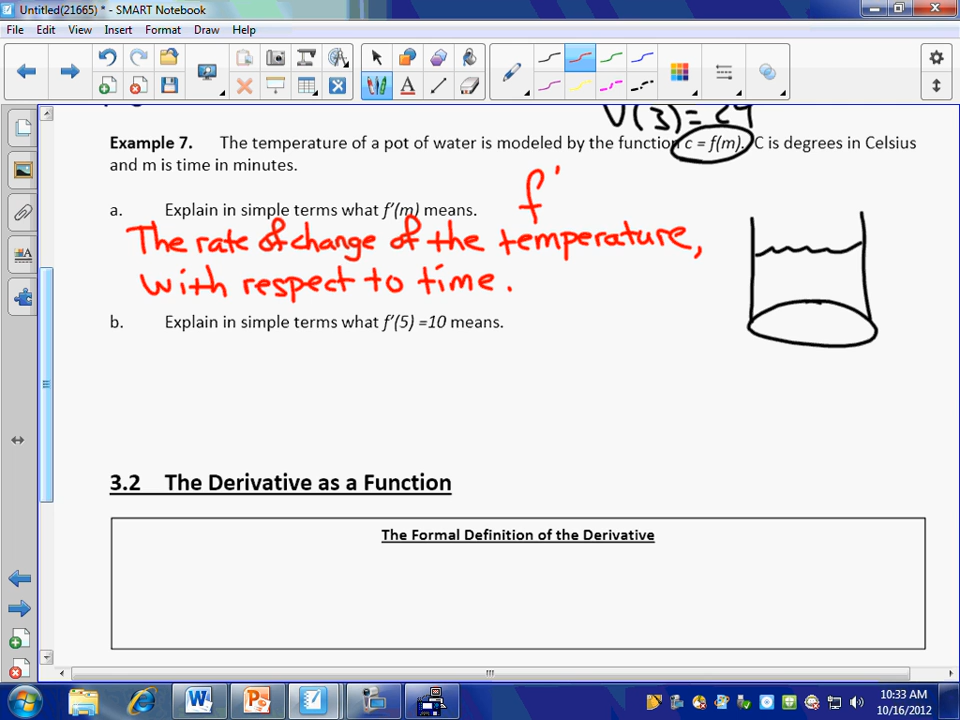 Untitled(21665) * - SMART Notebook
File Edit View Insert Format Draw Help
V(3)=
Example 7. The temperature of a pot of water is modeled by the function c = f(m). C is degrees in Celsius
and m is time in minutes.
f'
a. Explain in simple terms what f'(m) means.
The rate of change of the temperature,
with respect to time.
b. Explain in simple terms what f'(5) =10 means.
3.2 The Derivative as a Function
The Formal Definition of the Derivative
10:33 AM
10/16/2012